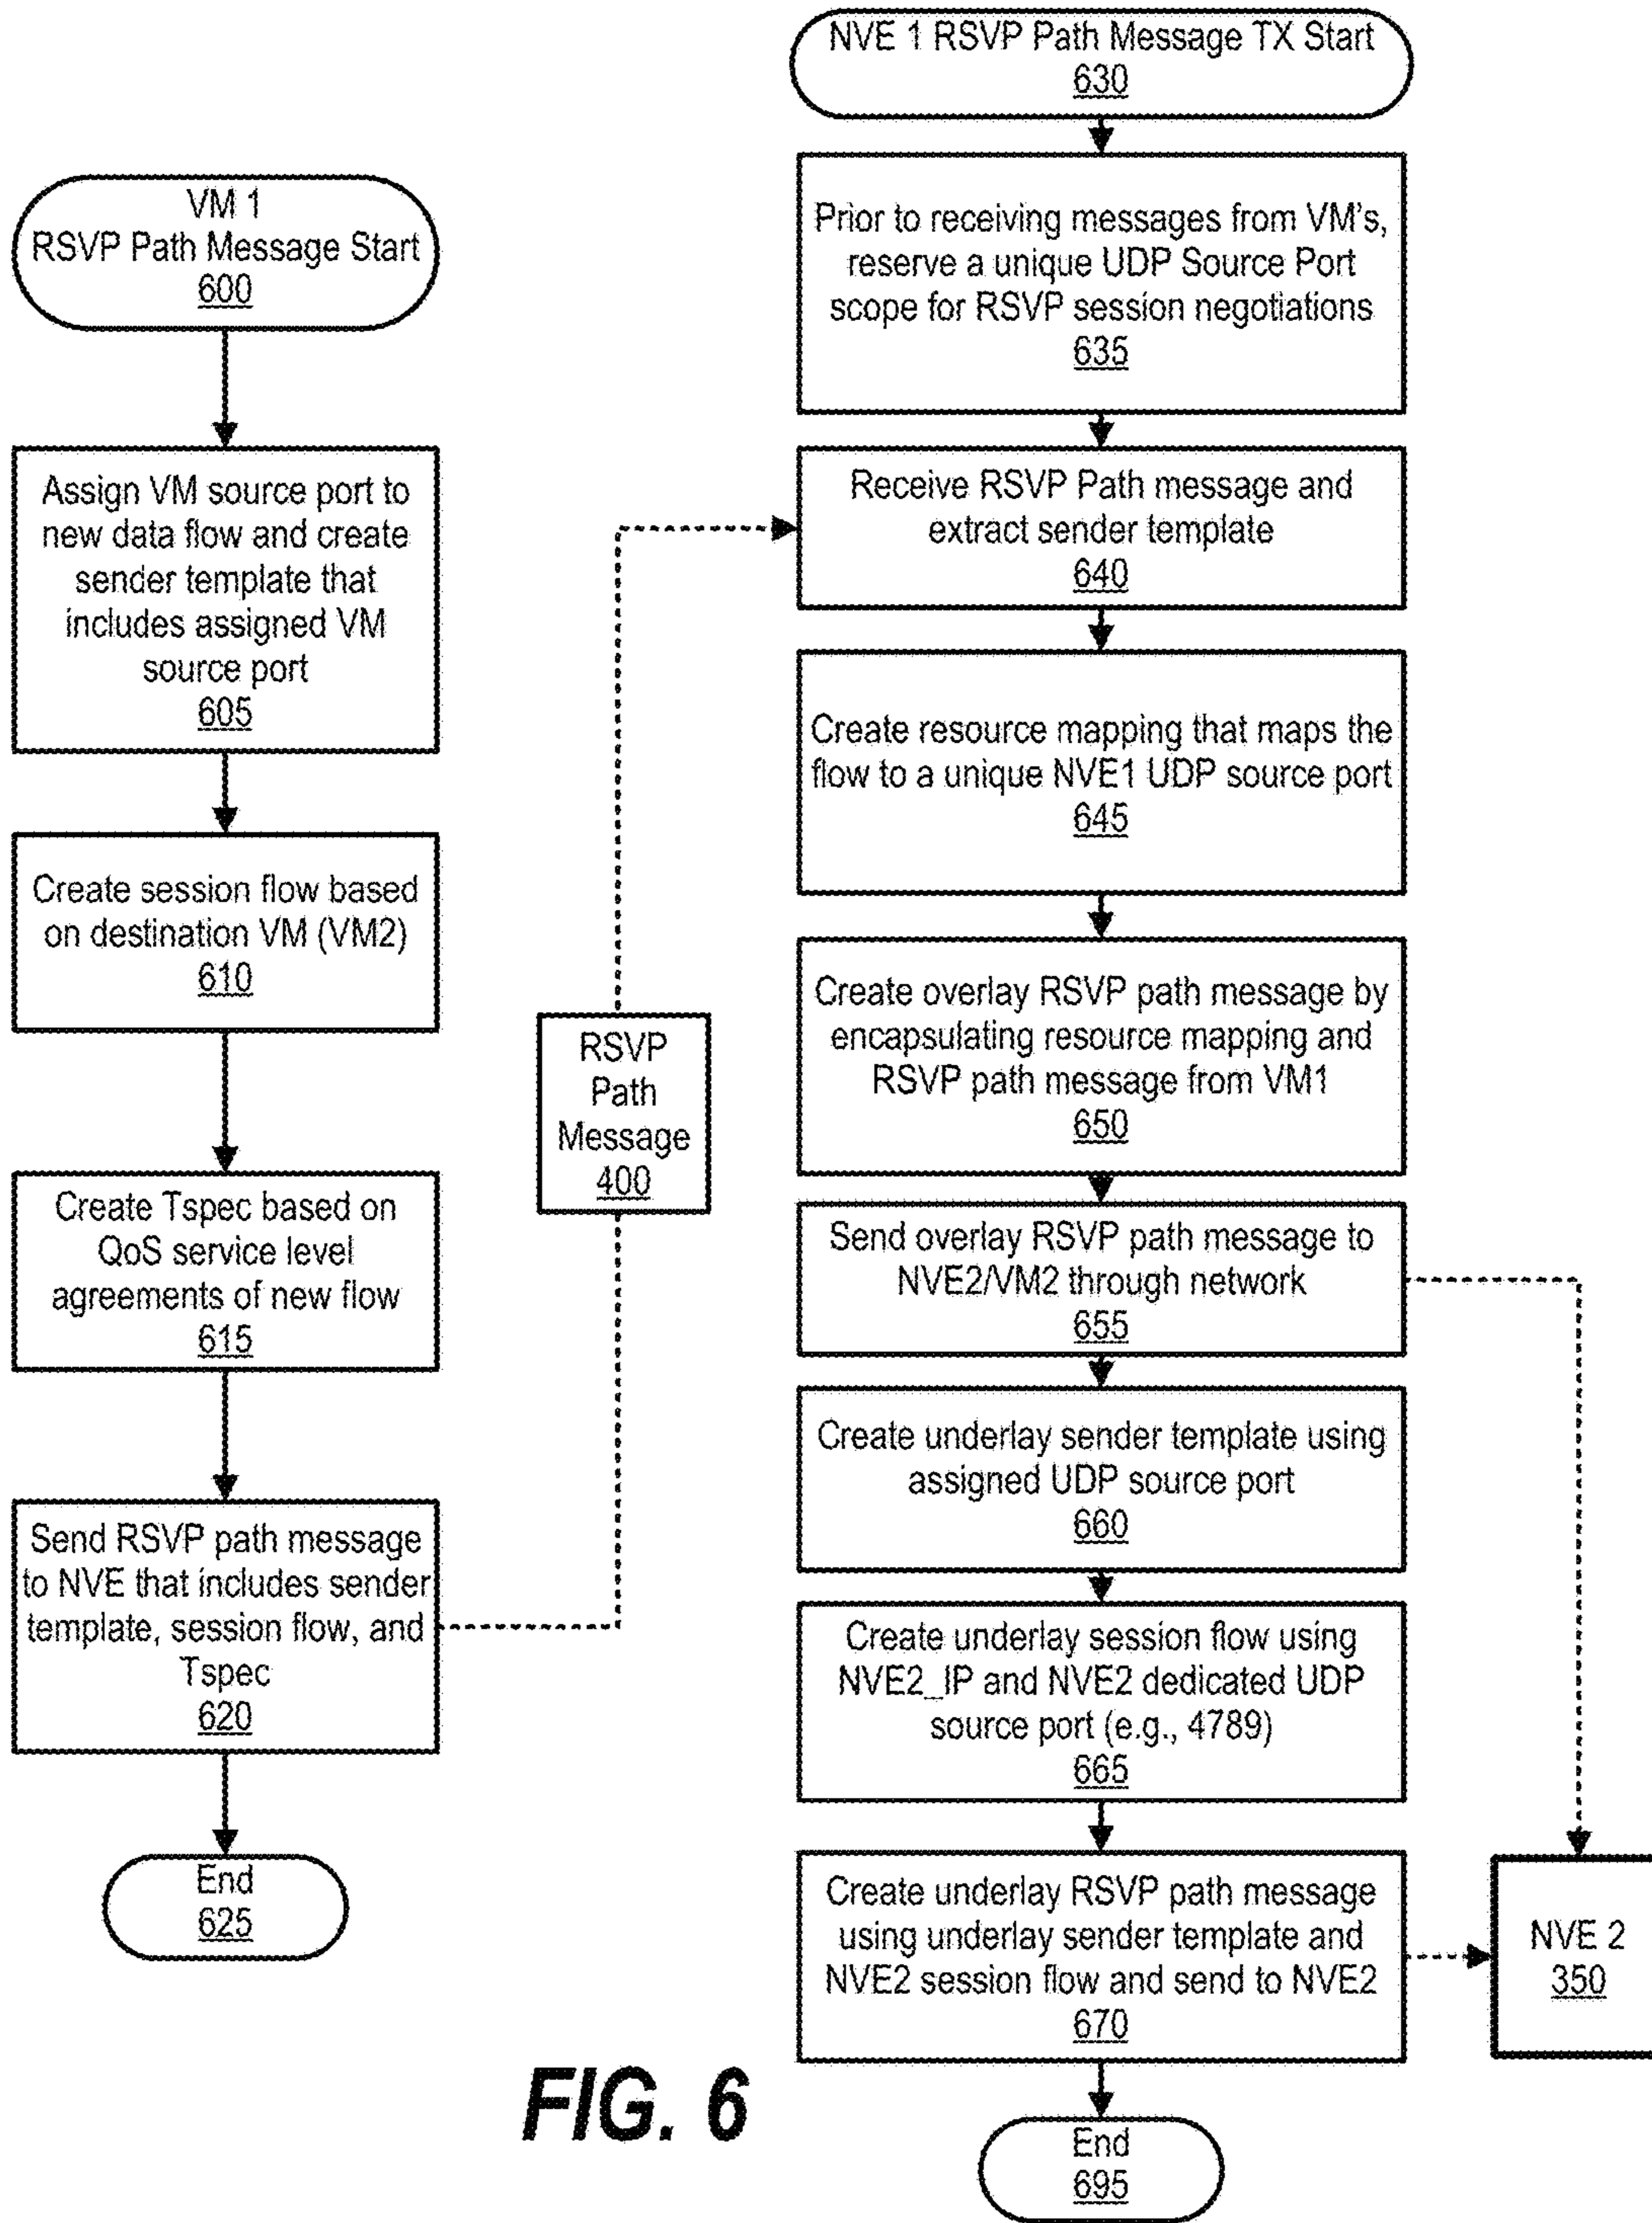 VM 1
RSVP Path Message Start
600
Assign VM source port to
new data flow and create
sender template that
includes assigned VM
source port
605
Create session flow based
on destination VM (VM2)
610
Create Tspec based on
QoS service level
agreements of new flow
615
Send RSVP path message
to NVE that includes sender
template, session flow, and
Tspec
620
End
625
RSVP
Path
Message
400
NVE 1 RSVP Path Message TX Start
630
Prior to receiving messages from VM's,
reserve a unique UDP Source Port
scope for RSVP session negotiations
635
Receive RSVP Path message and
extract sender template
640
Create resource mapping that maps the
flow to a unique NVE1 UDP source port
645
Create overlay RSVP path message by
encapsulating resource mapping and
RSVP path message from VM1
650
Send overlay RSVP path message to
NVE2/VM2 through network
655
Create underlay sender template using
assigned UDP source port
660
Create underlay session flow using
NVE2_IP and NVE2 dedicated UDP
source port (e.g., 4789)
665
Create underlay RSVP path message
using underlay sender template and
NVE2 session flow and send to NVE2
670
NVE 2
350
End
695
FIG. 6